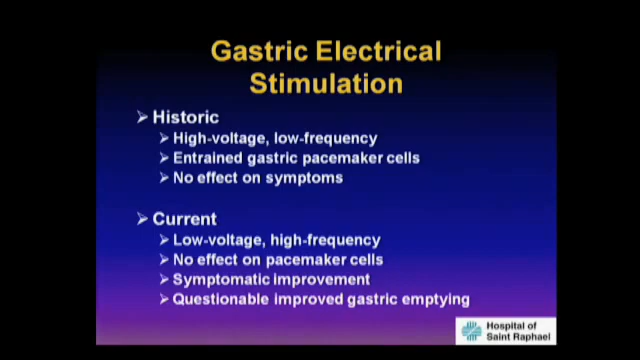 Gastric Electrical
Stimulation
Historic
High-voltage, low-frequency
Entrained gastric pacemaker cells
No effect on symptoms
Current
Low-voltage, high-frequency
No effect on pacemaker cells
Symptomatic improvement
Questionable improved gastric emptying
Hospital of
Saint Raphael